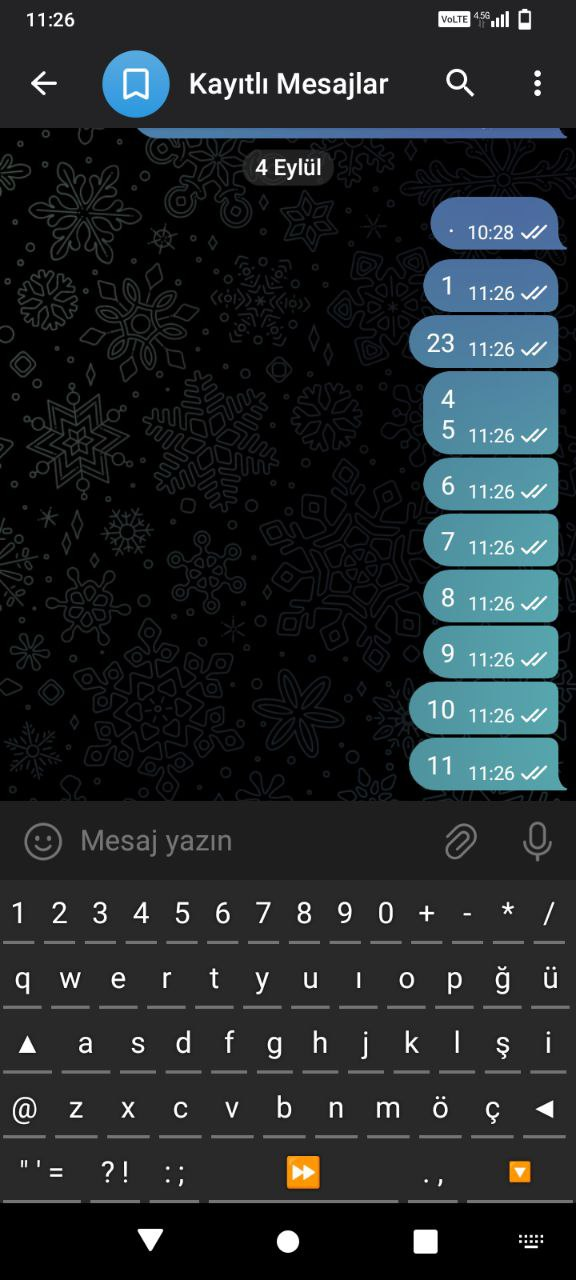 11:26
VoLTE 4.5G
Kayıtlı Mesajlar
4 Eylül
. 10:28
1 11:26
23 11:26
4
5 11:26
6 11:26
7 11:26
8 11:26
9 11:26
10 11:26
11 11:26
Mesaj yazın
1 2 3 4 5 6 7 8 9 0 + - * /
q w e r t y u ı o p ğ ü
▲ a s d f g h j k l ş i
@ z x c v b n m ö ç ◄
" ' = ? ! : ; ⏩ . , 🔽